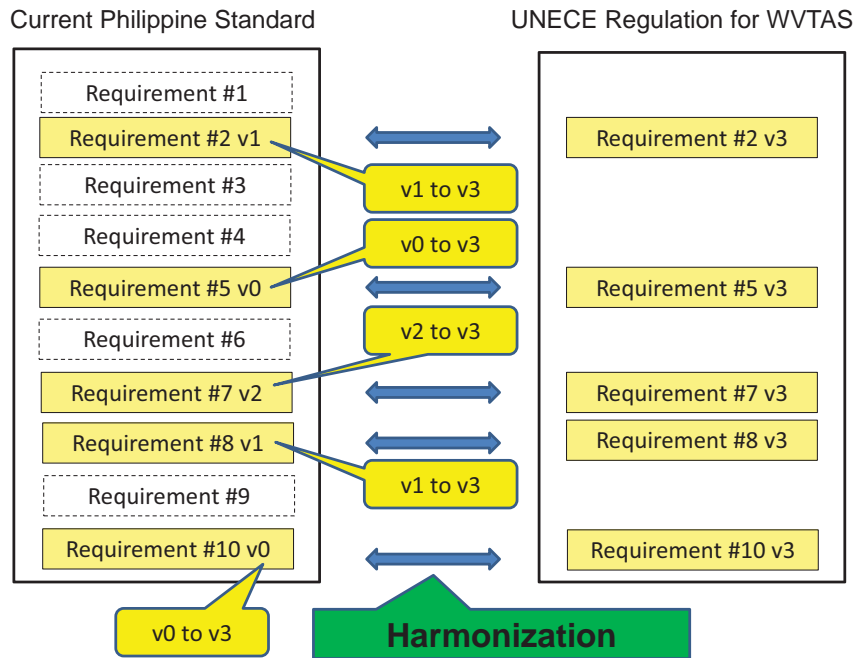 Current Philippine Standard
UNECE Regulation for WVTAS
Requirement #1
Requirement #2 v1
Requirement #2 v3
Requirement #3
v1 to v3
Requirement #4
v0 to v3
Requirement #5 v0
Requirement #5 v3
Requirement #6
v2 to v3
Requirement #7 v2
Requirement #7 v3
Requirement #8 v1
Requirement #8 v3
v1 to v3
Requirement #9
Requirement #10 v0
Requirement #10 v3
v0 to v3
Harmonization